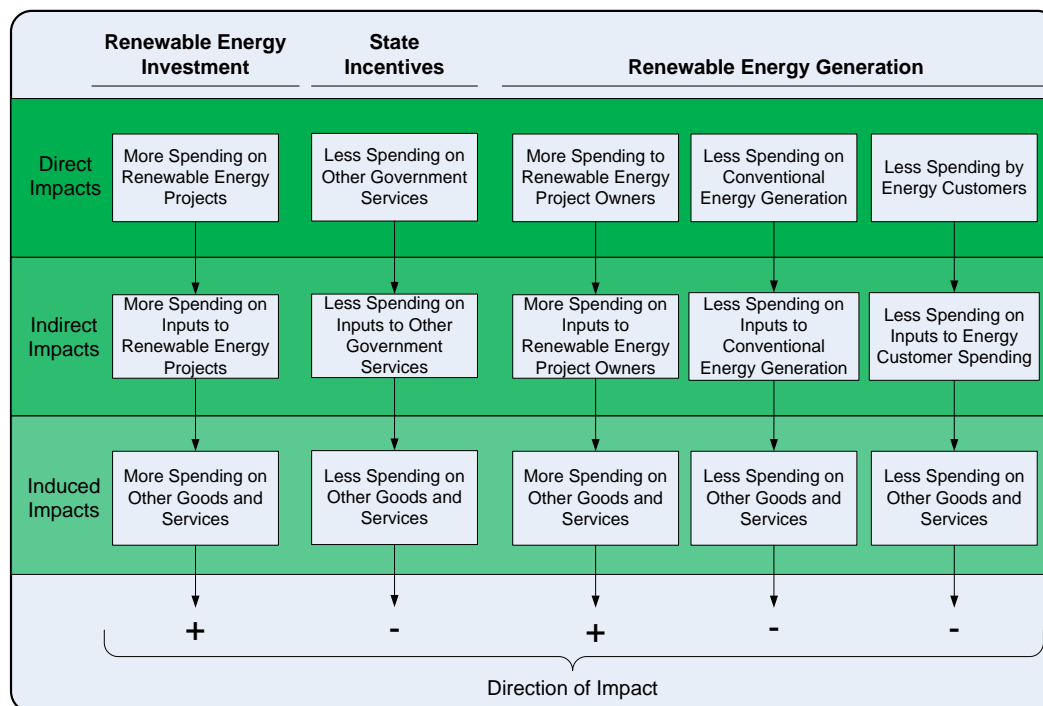 Renewable Energy
Investment
State
Incentives
Renewable Energy Generation
Direct
Impacts
More Spending on
Renewable Energy
Projects
Less Spending on
Other Government
Services
More Spending to
Renewable Energy
Project Owners
Less Spending on
Conventional
Energy Generation
Less Spending by
Energy Customers
Indirect
Impacts
More Spending on
Inputs to
Renewable Energy
Projects
Less Spending on
Inputs to Other
Government
Services
More Spending on
Inputs to
Renewable Energy
Project Owners
Less Spending on
Inputs to
Conventional
Energy Generation
Less Spending on
Inputs to Energy
Customer Spending
Induced
Impacts
More Spending on
Other Goods and
Services
Less Spending on
Other Goods and
Services
More Spending on
Other Goods and
Services
Less Spending on
Other Goods and
Services
Less Spending on
Other Goods and
Services
+
-
+
-
-
Direction of Impact